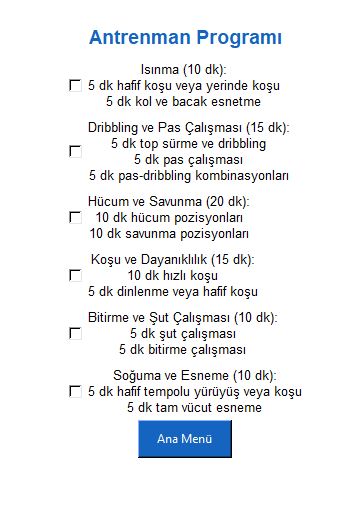 Antrenman Programı
Isınma (10 dk):
5 dk hafif koşu veya yerinde koşu
5 dk kol ve bacak esnetme
Dribbling ve Pas Çalışması (15 dk):
5 dk top sürme ve dribbling
5 dk pas çalışması
5 dk pas-dribbling kombinasyonları
Hücum ve Savunma (20 dk):
10 dk hücum pozisyonları
10 dk savunma pozisyonları
Koşu ve Dayanıklılık (15 dk):
10 dk hızlı koşu
5 dk dinlenme veya hafif koşu
Bitirme ve Şut Çalışması (10 dk):
5 dk şut çalışması
5 dk bitirme çalışması
Soğuma ve Esneme (10 dk):
5 dk hafif tempolu yürüyüş veya koşu
5 dk tam vücut esneme
Ana Menü